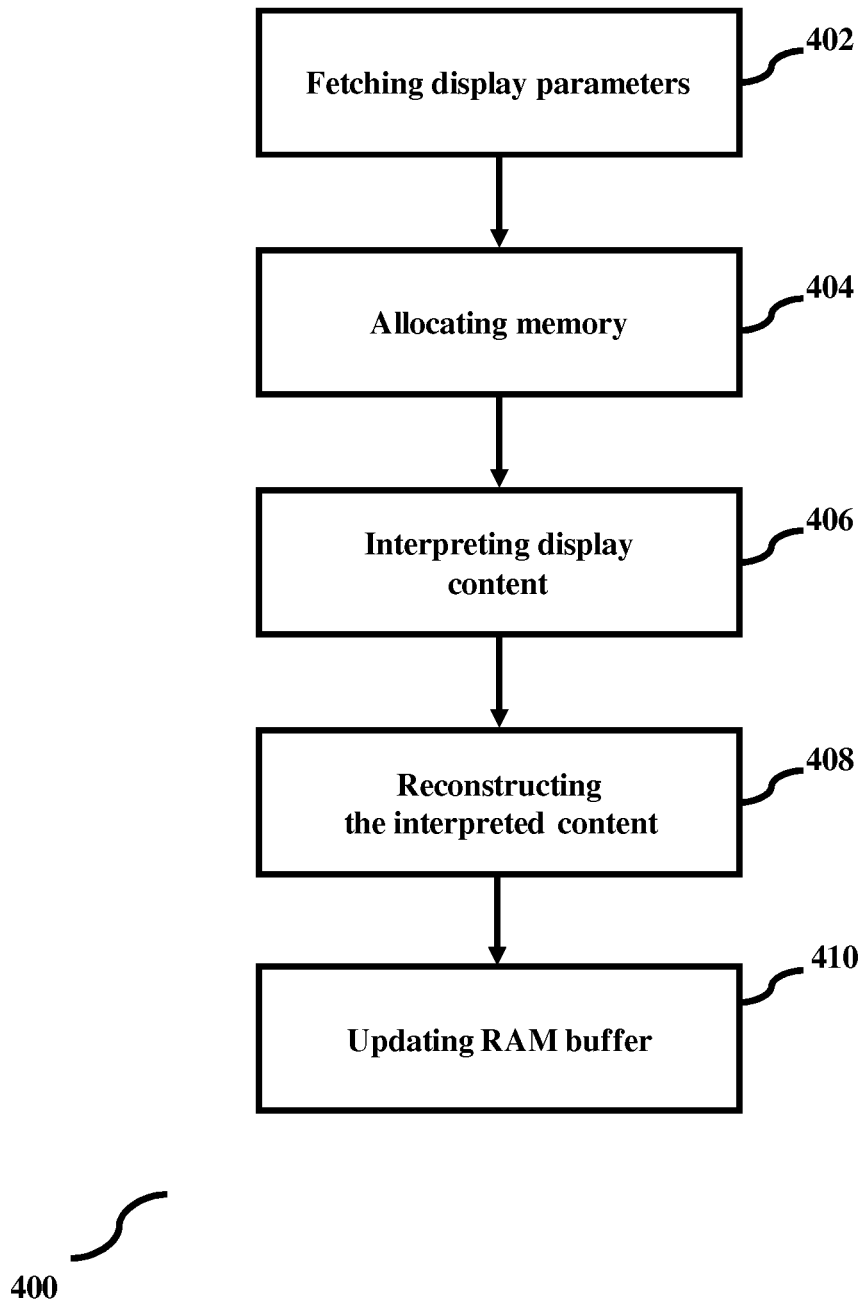 402
Fetching display parameters
404
Allocating memory
406
Interpreting display
content
408
Reconstructing
the interpreted content
410
Updating RAM buffer
400